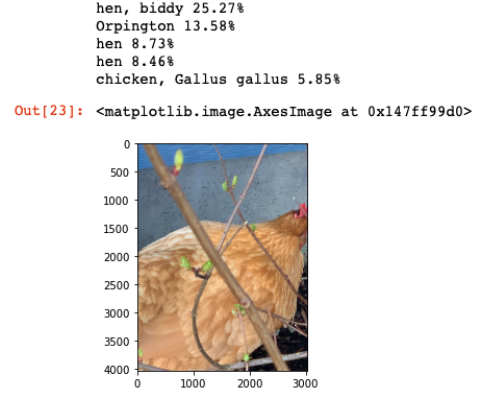 hen, biddy 25.27%
Orpington 13.58%
hen 8.73%
hen 8.46%
chicken, Gallus gallus 5.85%
Out[23]: <matplotlib.image.AxesImage at 0x147ff99d0>
0
500
1000
1500
2000
2500
3000
3500
4000
0 1000 2000 3000